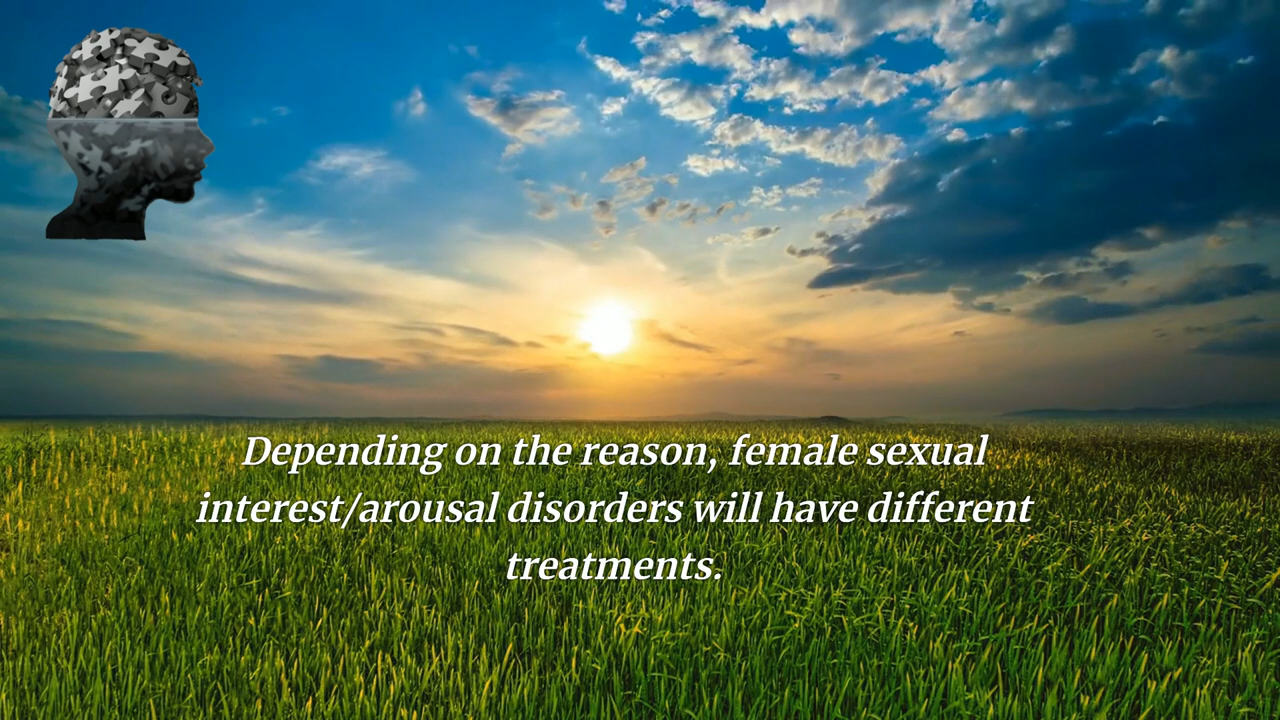 Depending on the reason, female sexual
interest/arousal disorders will have different
treatments.